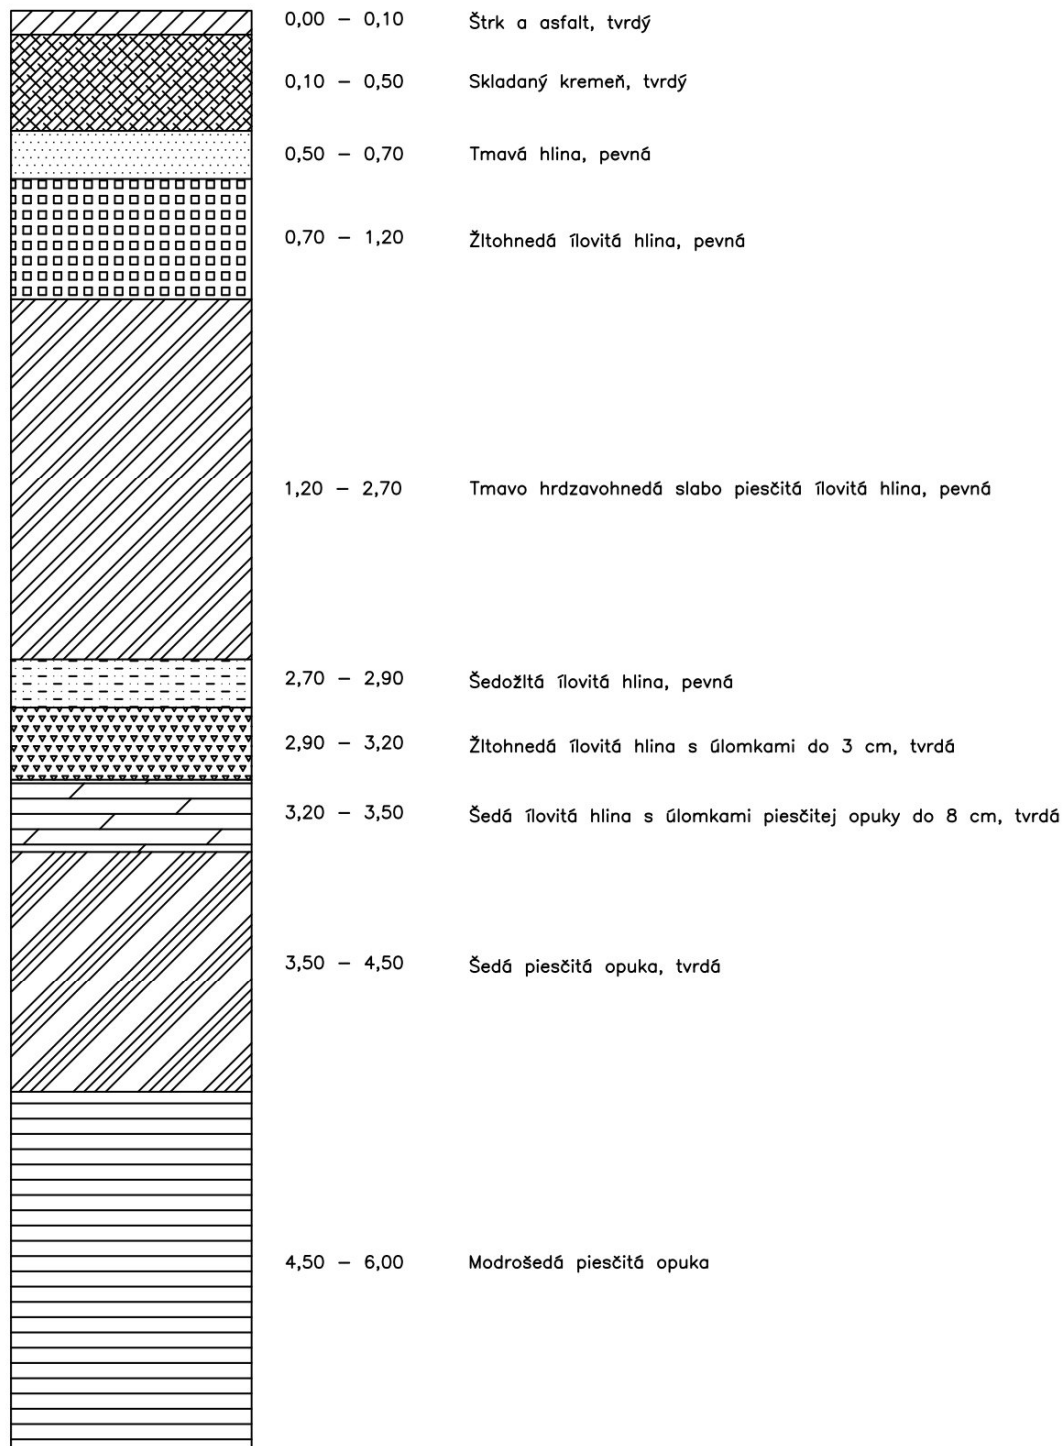 0,00 – 0,10 Štrk a asfalt, tvrdý
0,10 – 0,50 Skladaný kremeň, tvrdý
0,50 – 0,70 Tmavá hlina, pevná
0,70 – 1,20 Žltohnedá ílovitá hlina, pevná
1,20 – 2,70 Tmavo hrdzavohnedá slabo piesčitá ílovitá hlina, pevná
2,70 – 2,90 Šedožltá ílovitá hlina, pevná
2,90 – 3,20 Žltohnedá ílovitá hlina s úlomkami do 3 cm, tvrdá
3,20 – 3,50 Šedá ílovitá hlina s úlomkami piesčitej opuky do 8 cm, tvrdá
3,50 – 4,50 Šedá piesčitá opuka, tvrdá
4,50 – 6,00 Modrošedá piesčitá opuka